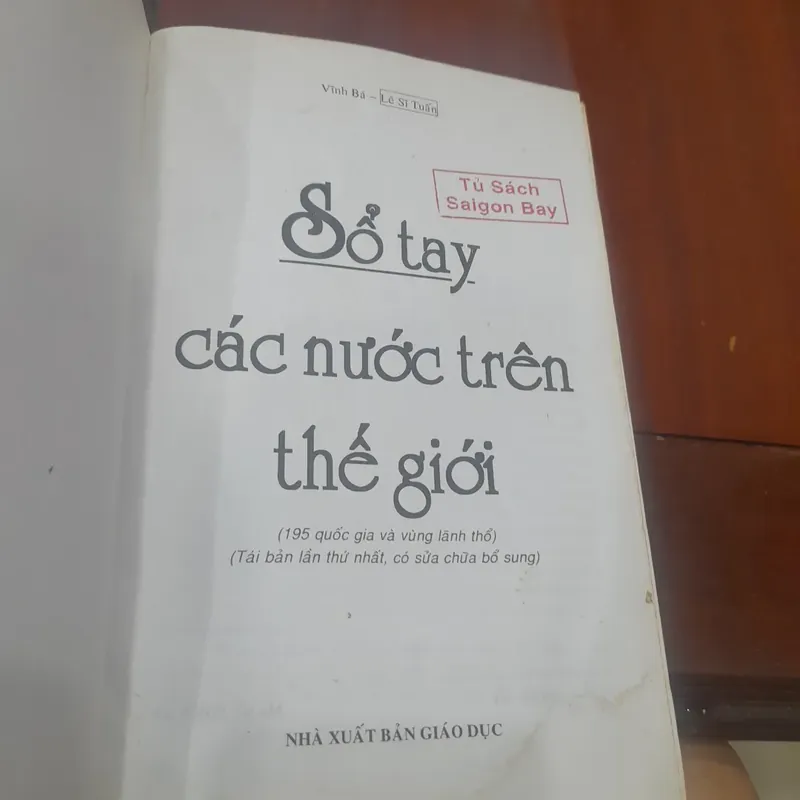 Vĩnh Bá – Lê Sĩ Tuấn
Tủ Sách
Saigon Bay
Sổ tay
các nước trên
thế giới
(195 quốc gia và vùng lãnh thổ)
(Tái bản lần thứ nhất, có sửa chữa bổ sung)
NHÀ XUẤT BẢN GIÁO DỤC